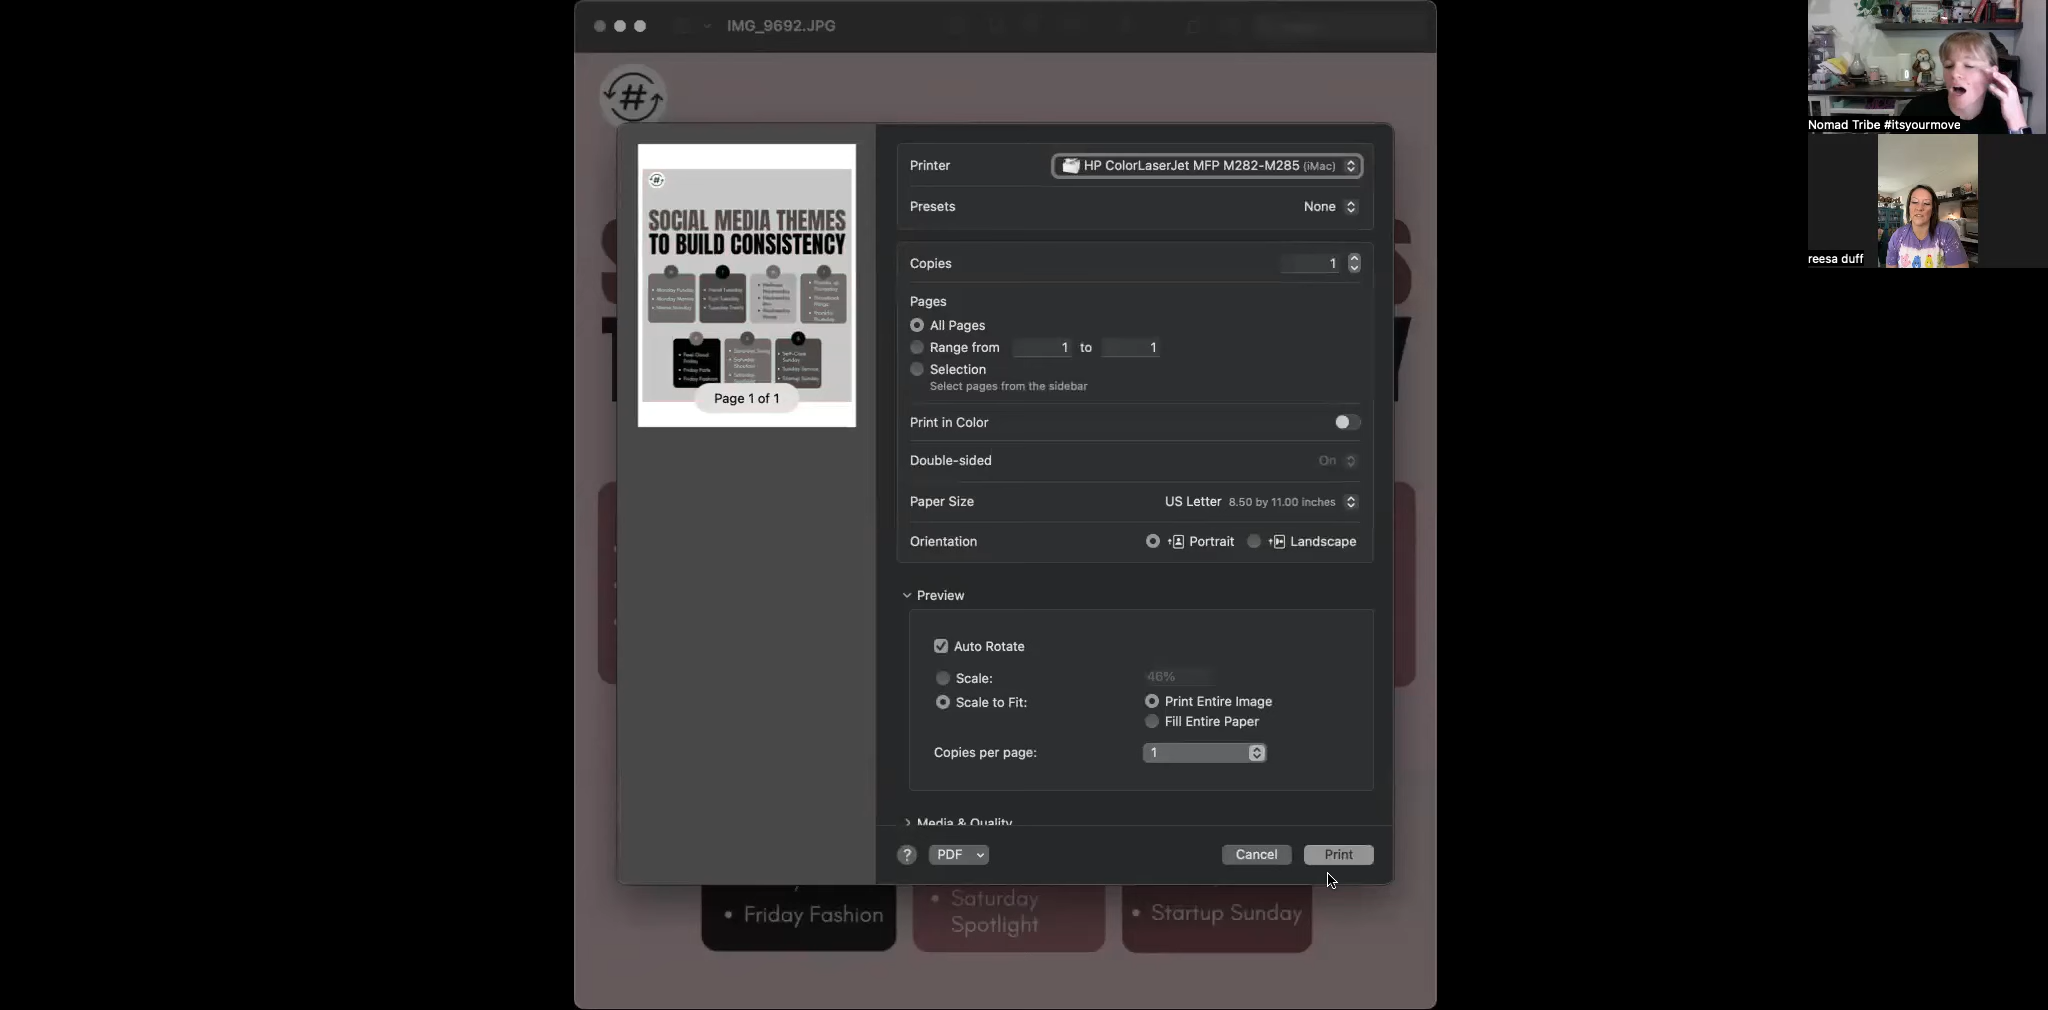 IMG_9692.JPG
#
#
SOCIAL MEDIA THEMES
TO BUILD CONSISTENCY
Page 1 of 1
Printer
HP ColorLaserJet MFP M282-M285 (iMac)
Presets
None
Copies
1
Pages
All Pages
Range from 1 to 1
Selection
Select pages from the sidebar
Print in Color
Double-sided
On
Paper Size
US Letter 8.50 by 11.00 inches
Orientation
Portrait
Landscape
Preview
Auto Rotate
Scale:
46%
Scale to Fit:
Print Entire Image
Fill Entire Paper
Copies per page:
1
Media & Quality
?
PDF
Cancel
Print
• Friday Fashion
• Saturday
Spotlight
• Startup Sunday
Nomad Tribe #itsyourmove
reesa duff